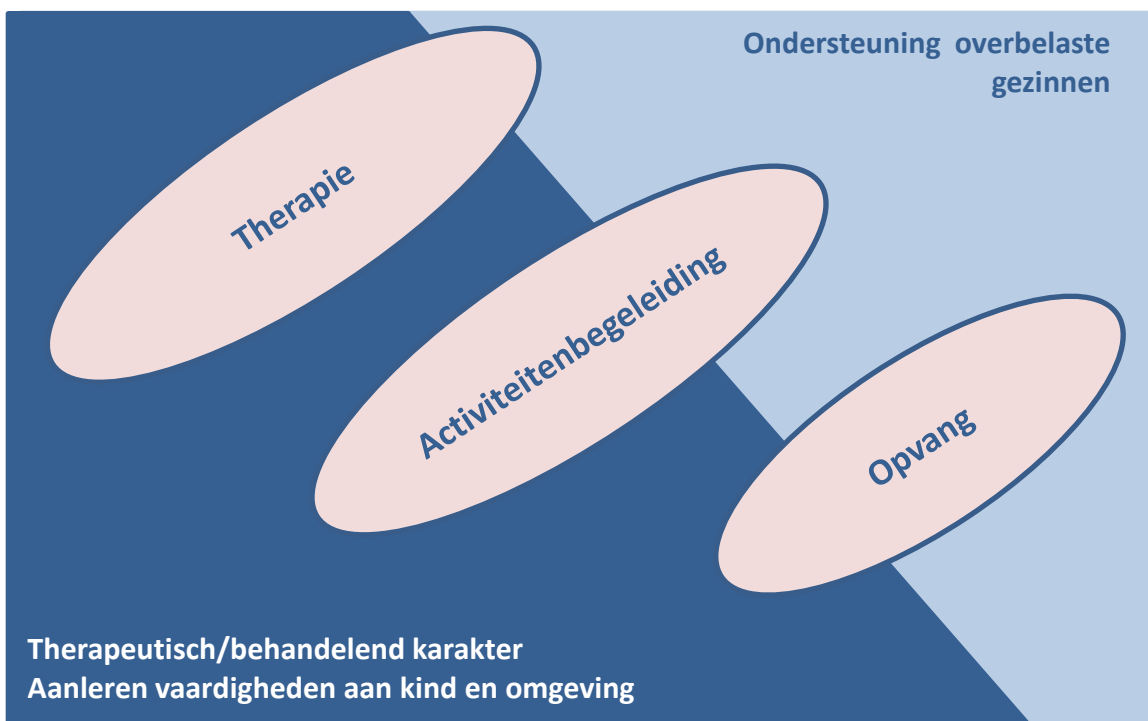 Ondersteuning overbelaste
gezinnen
Therapie
Activiteitenbegeleiding
Opvang
Therapeutisch/behandelend karakter
Aanleren vaardigheden aan kind en omgeving